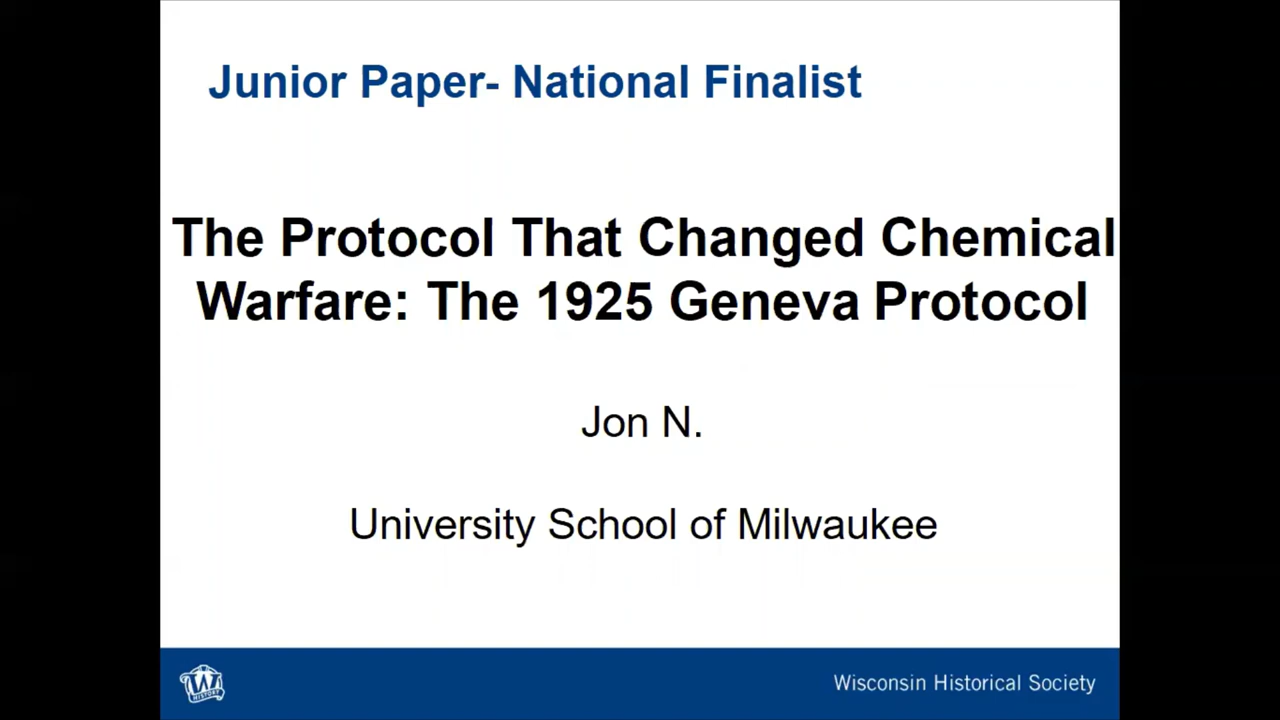 Junior Paper- National Finalist
The Protocol That Changed Chemical
Warfare: The 1925 Geneva Protocol
Jon N.
University School of Milwaukee
W
HISTORY
Wisconsin Historical Society